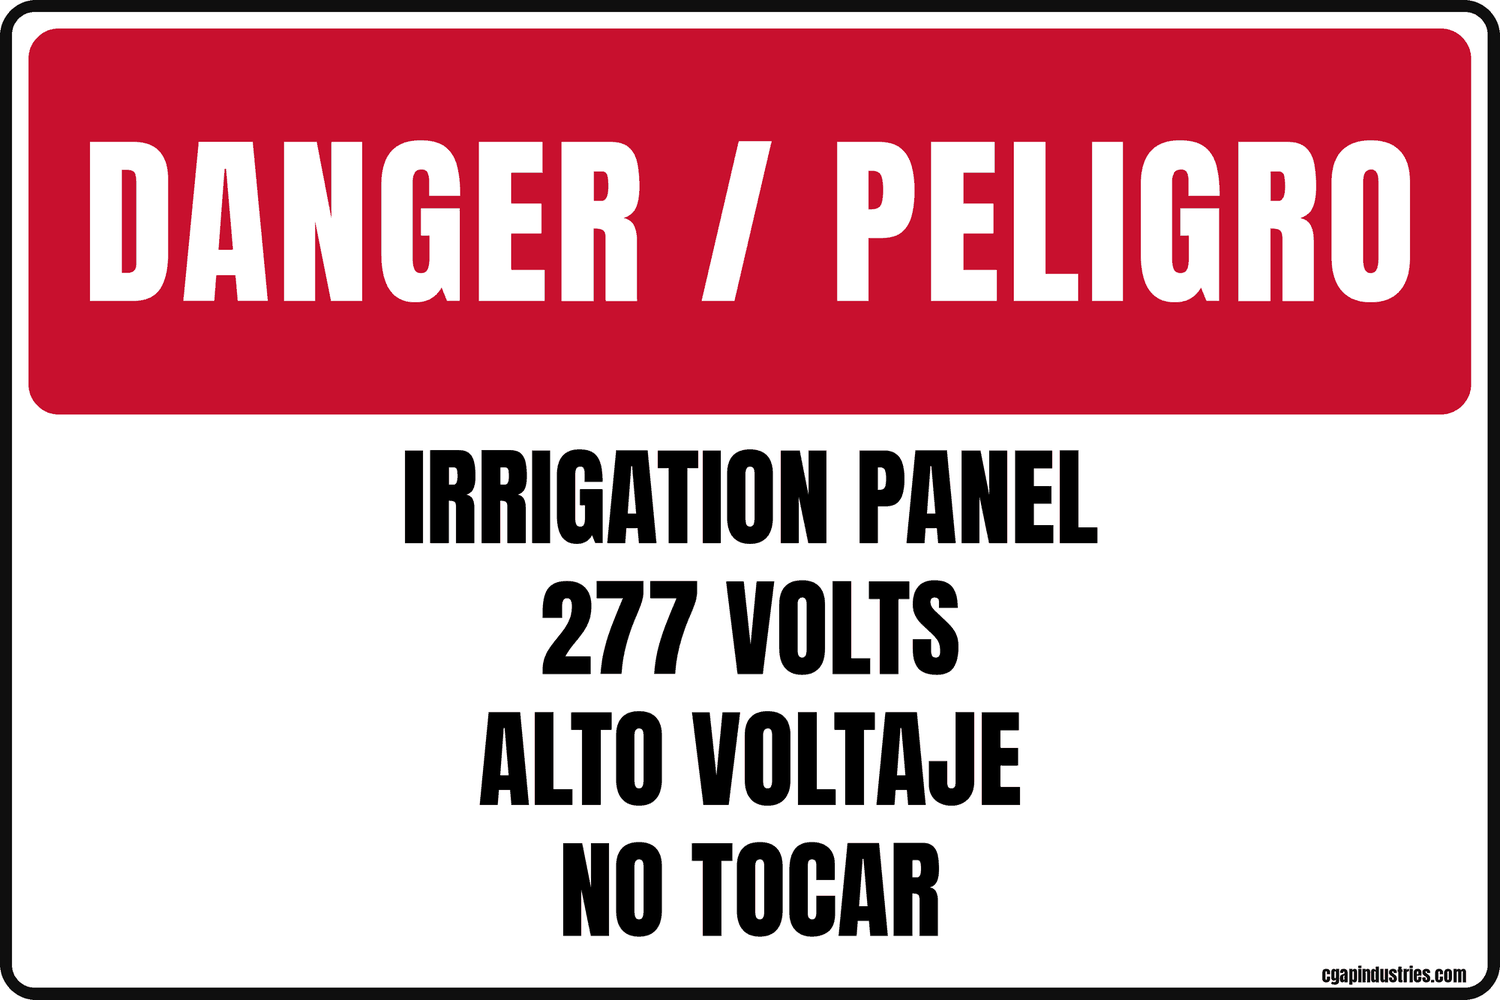 DANGER / PELIGRO
IRRIGATION PANEL
277 VOLTS
ALTO VOLTAJE
NO TOCAR
cgapindustries.com